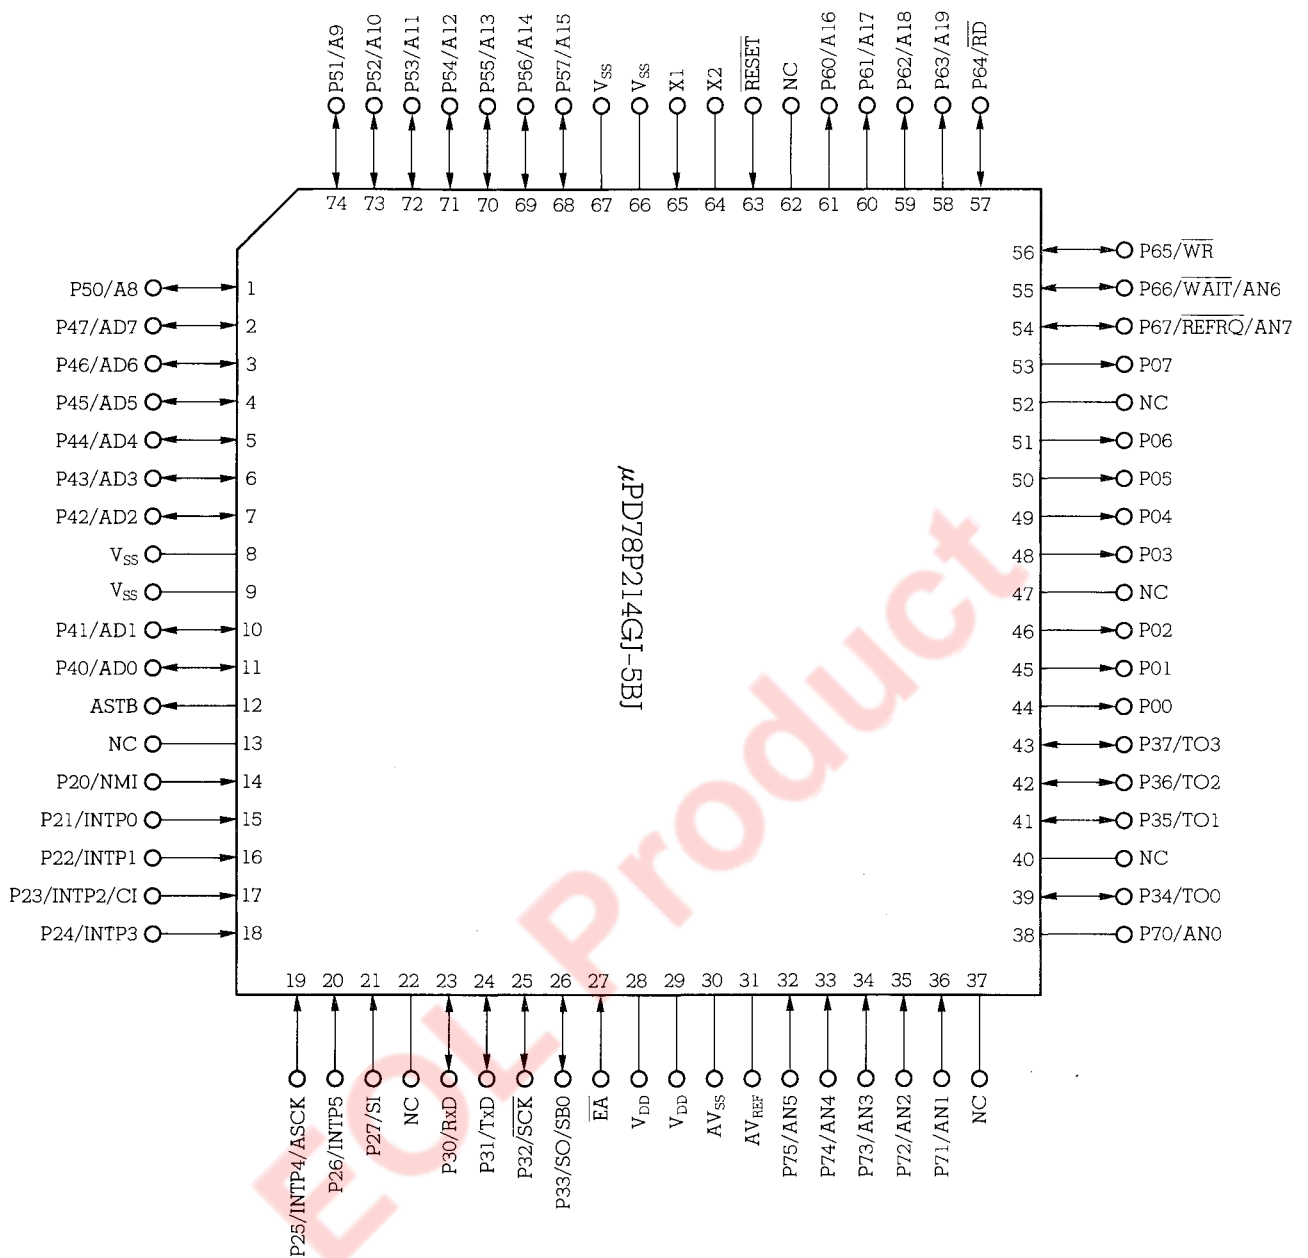 P51/A9
P52/A10
P53/A11
P54/A12
P55/A13
P56/A14
P57/A15
VSS
VSS
X1
X2
RESET
NC
P60/A16
P61/A17
P62/A18
P63/A19
P64/RD
74 73 72 71 70 69 68 67 66 65 64 63 62 61 60 59 58 57
P50/A8 1
P47/AD7 2
P46/AD6 3
P45/AD5 4
P44/AD4 5
P43/AD3 6
P42/AD2 7
VSS 8
VSS 9
P41/AD1 10
P40/AD0 11
ASTB 12
NC 13
P20/NMI 14
P21/INTP0 15
P22/INTP1 16
P23/INTP2/CI 17
P24/INTP3 18
μPD78P214GJ-5BJ
56 P65/WR
55 P66/WAIT/AN6
54 P67/REFRQ/AN7
53 P07
52 NC
51 P06
50 P05
49 P04
48 P03
47 NC
46 P02
45 P01
44 P00
43 P37/TO3
42 P36/TO2
41 P35/TO1
40 NC
39 P34/TO0
38 P70/AN0
19 20 21 22 23 24 25 26 27 28 29 30 31 32 33 34 35 36 37
P25/INTP4/ASCK
P26/INTP5
P27/SI
NC
P30/RxD
P31/TxD
P32/SCK
P33/SO/SB0
EA
VDD
VDD
AVSS
AVREF
P75/AN5
P74/AN4
P73/AN3
P72/AN2
P71/AN1
NC
EOL Product